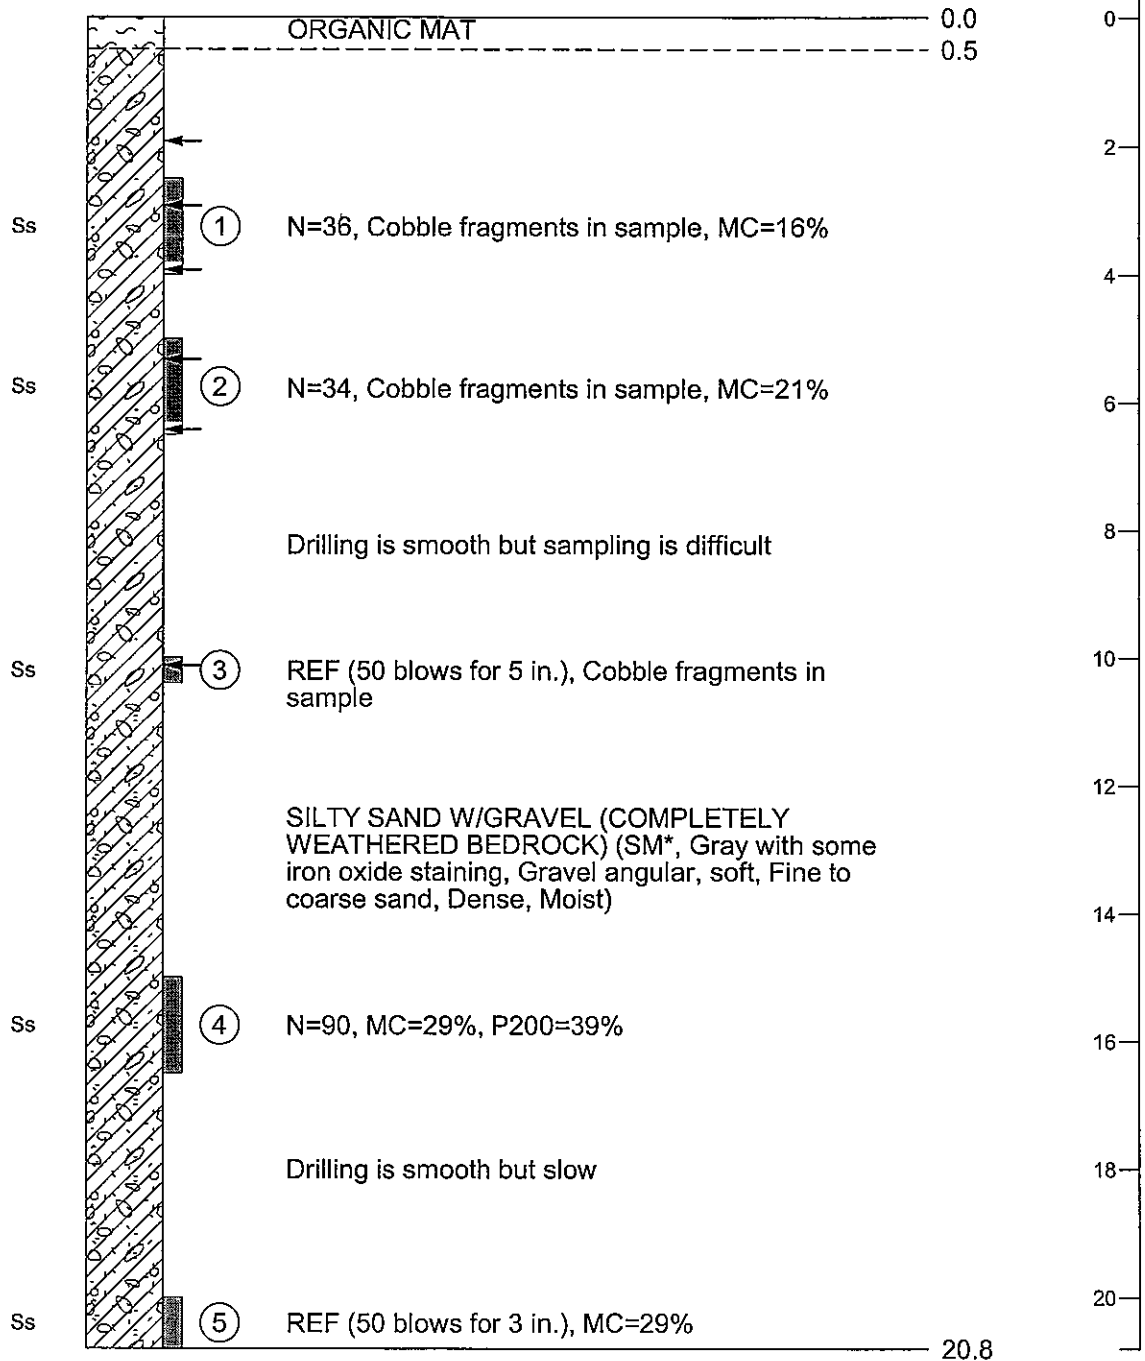 ORGANIC MAT 0.0 0
0.5
2
Ss 1 N=36, Cobble fragments in sample, MC=16%
4
Ss 2 N=34, Cobble fragments in sample, MC=21%
6
Drilling is smooth but sampling is difficult 8
Ss 3 REF (50 blows for 5 in.), Cobble fragments in 10
sample
12
SILTY SAND W/GRAVEL (COMPLETELY
WEATHERED BEDROCK) (SM*, Gray with some
iron oxide staining, Gravel angular, soft, Fine to
coarse sand, Dense, Moist)
14
Ss 4 N=90, MC=29%, P200=39%
16
Drilling is smooth but slow 18
20
Ss 5 REF (50 blows for 3 in.), MC=29%
20.8